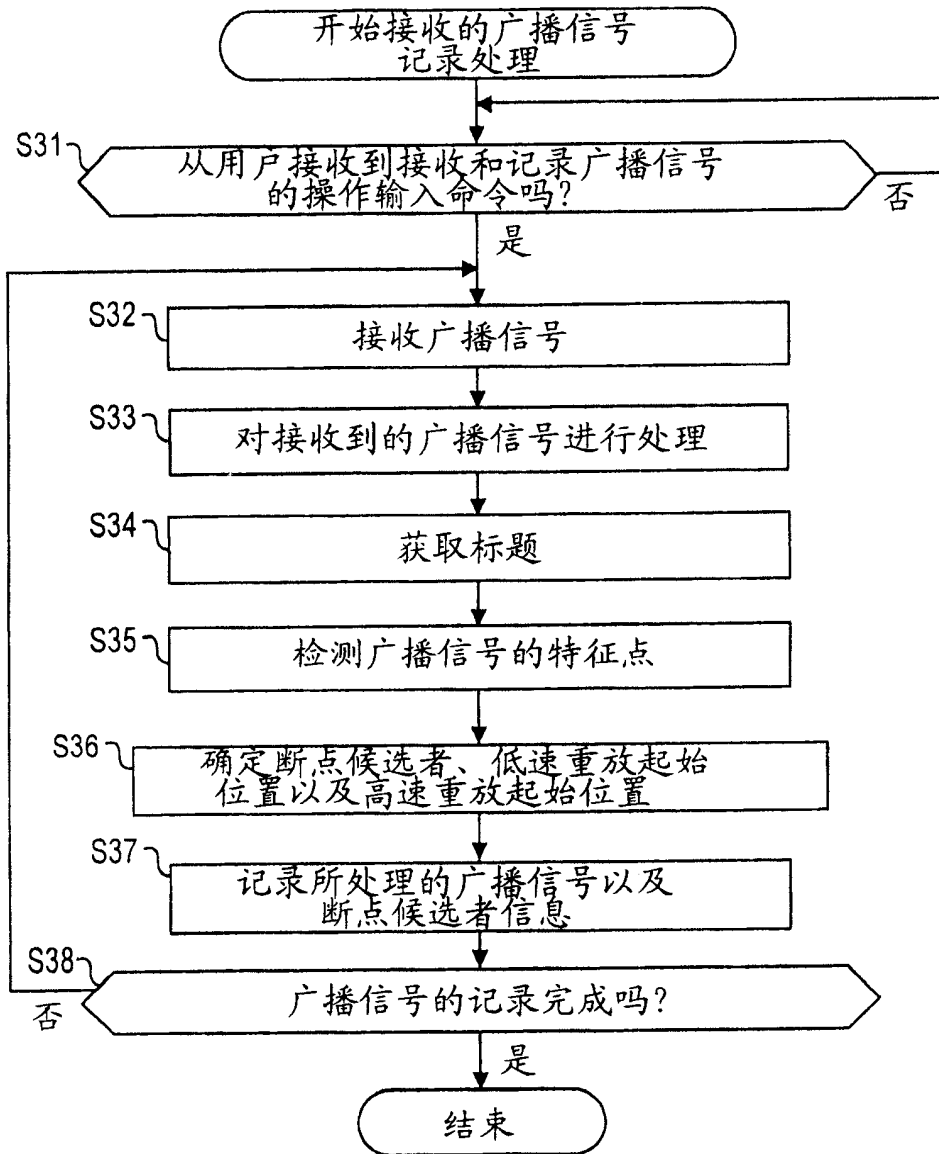 开始接收的广播信号
记录处理
S31
从用户接收到接收和记录广播信号
的操作输入命令吗?
否
是
S32
接收广播信号
S33
对接收到的广播信号进行处理
S34
获取标题
S35
检测广播信号的特征点
S36
确定断点候选者、低速重放起始
位置以及高速重放起始位置
S37
记录所处理的广播信号以及
断点候选者信息
S38
广播信号的记录完成吗?
否
是
结束